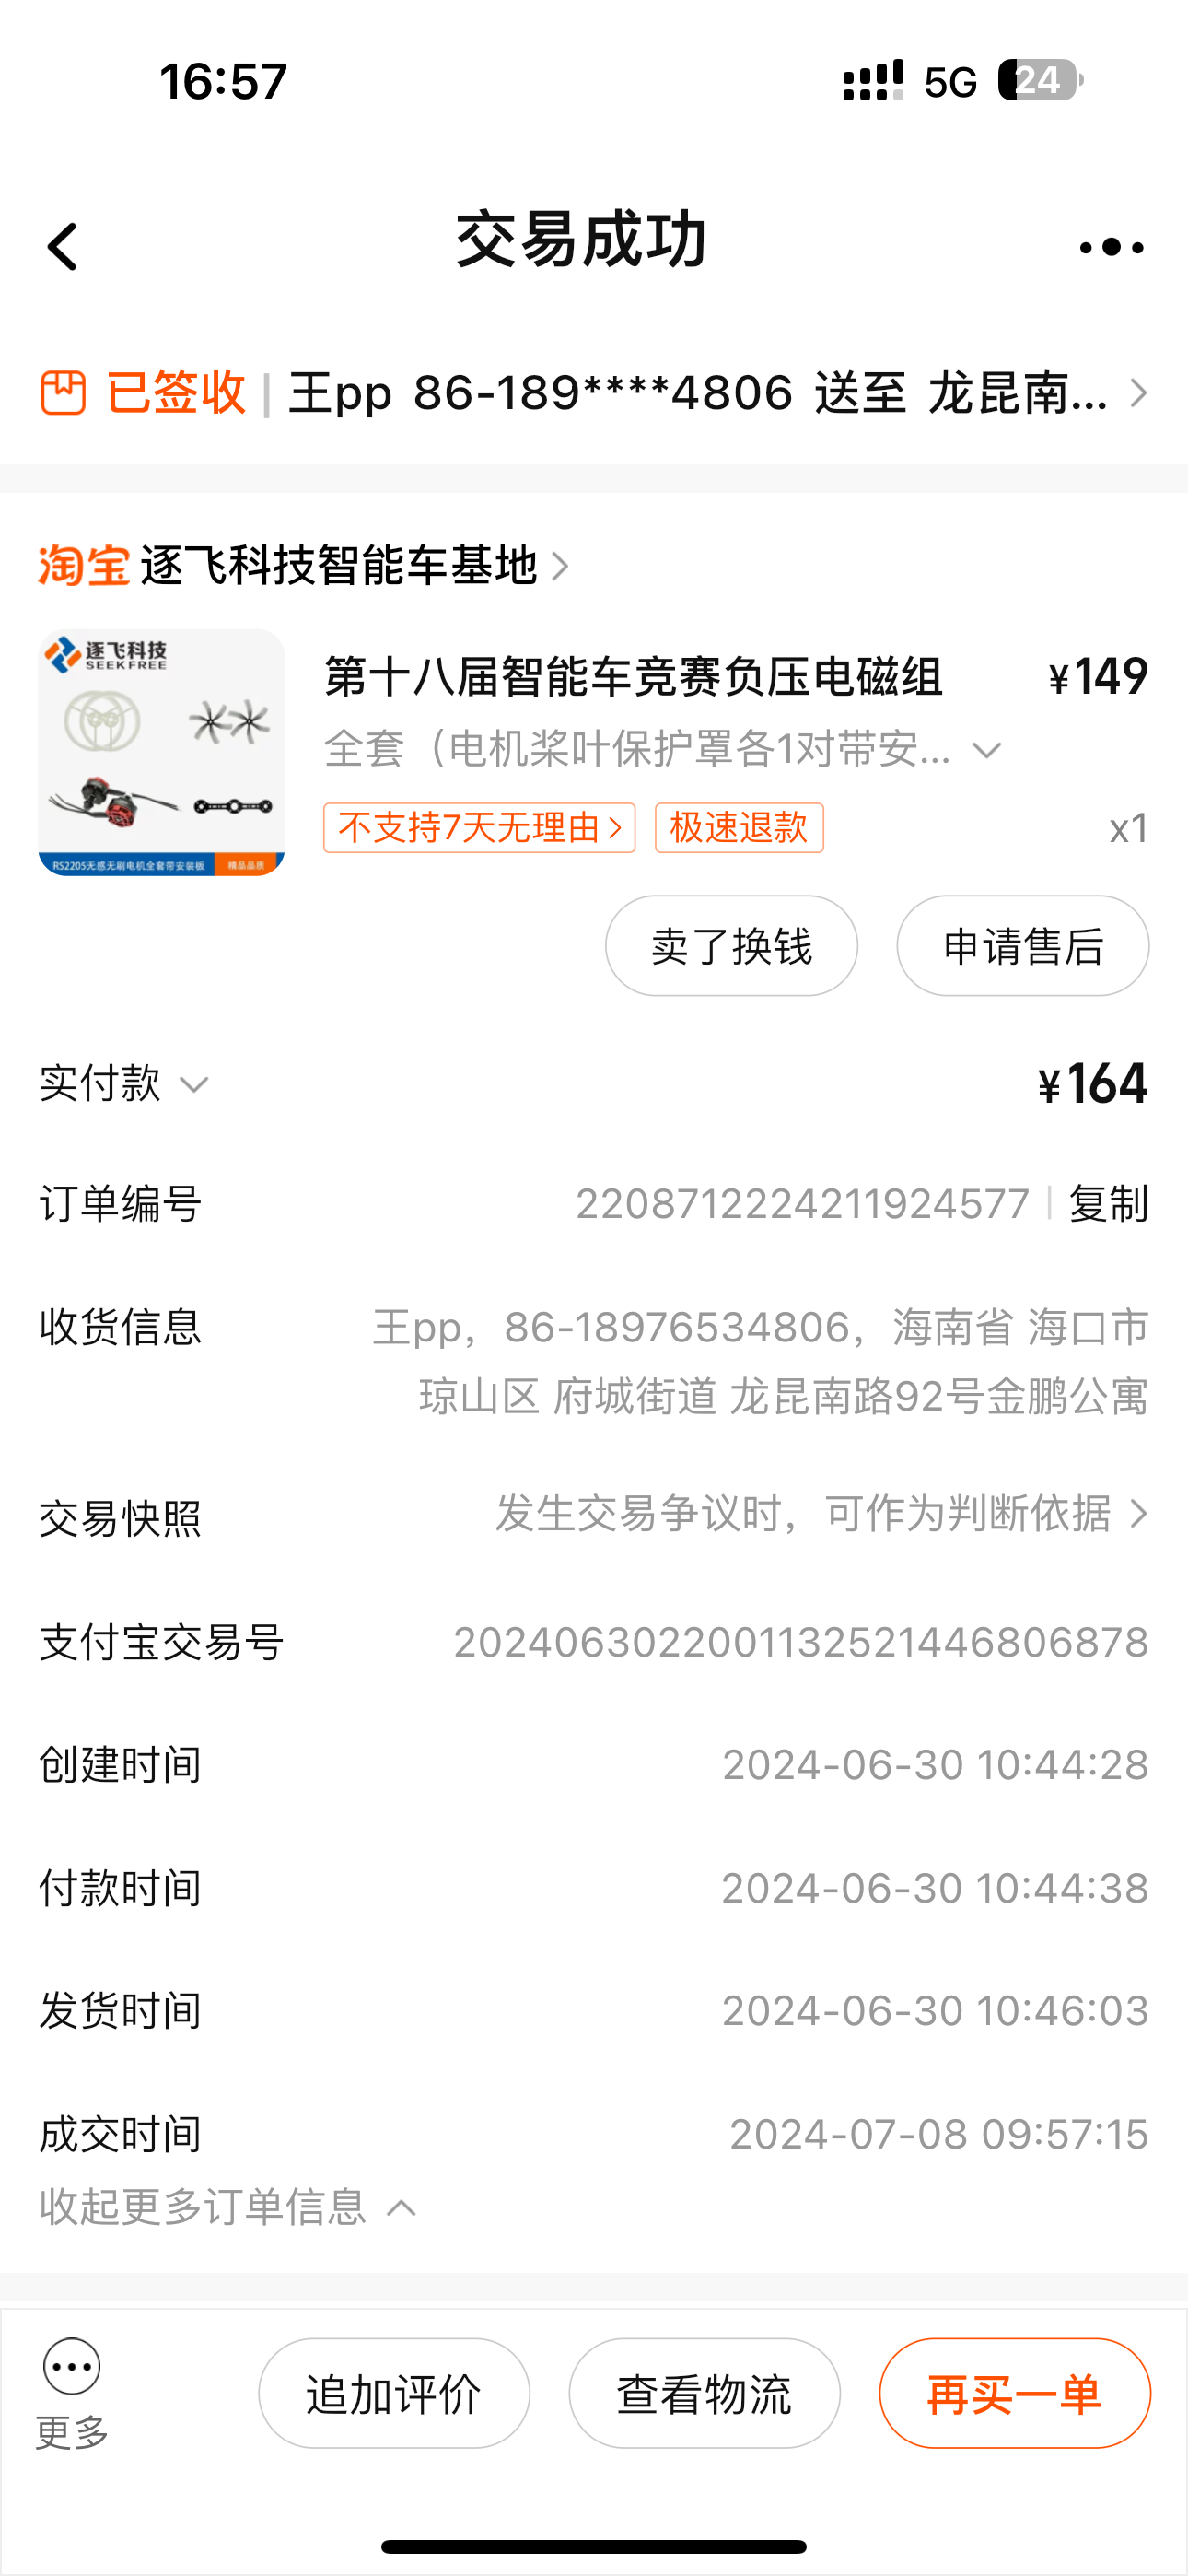 16:57
5G 24
交易成功
已签收 | 王pp 86-189****4806 送至 龙昆南...
淘宝 逐飞科技智能车基地
逐飞科技
SEEKFREE
RS2205无感无刷电机全套带安装板 精品品质
第十八届智能车竞赛负压电磁组 ¥149
全套（电机桨叶保护罩各1对带安...
不支持7天无理由 极速退款 x1
卖了换钱 申请售后
实付款 ¥164
订单编号 2208712224211924577 | 复制
收货信息 王pp，86-18976534806，海南省 海口市
琼山区 府城街道 龙昆南路92号金鹏公寓
交易快照 发生交易争议时，可作为判断依据
支付宝交易号 2024063022001132521446806878
创建时间 2024-06-30 10:44:28
付款时间 2024-06-30 10:44:38
发货时间 2024-06-30 10:46:03
成交时间 2024-07-08 09:57:15
收起更多订单信息
更多 追加评价 查看物流 再买一单